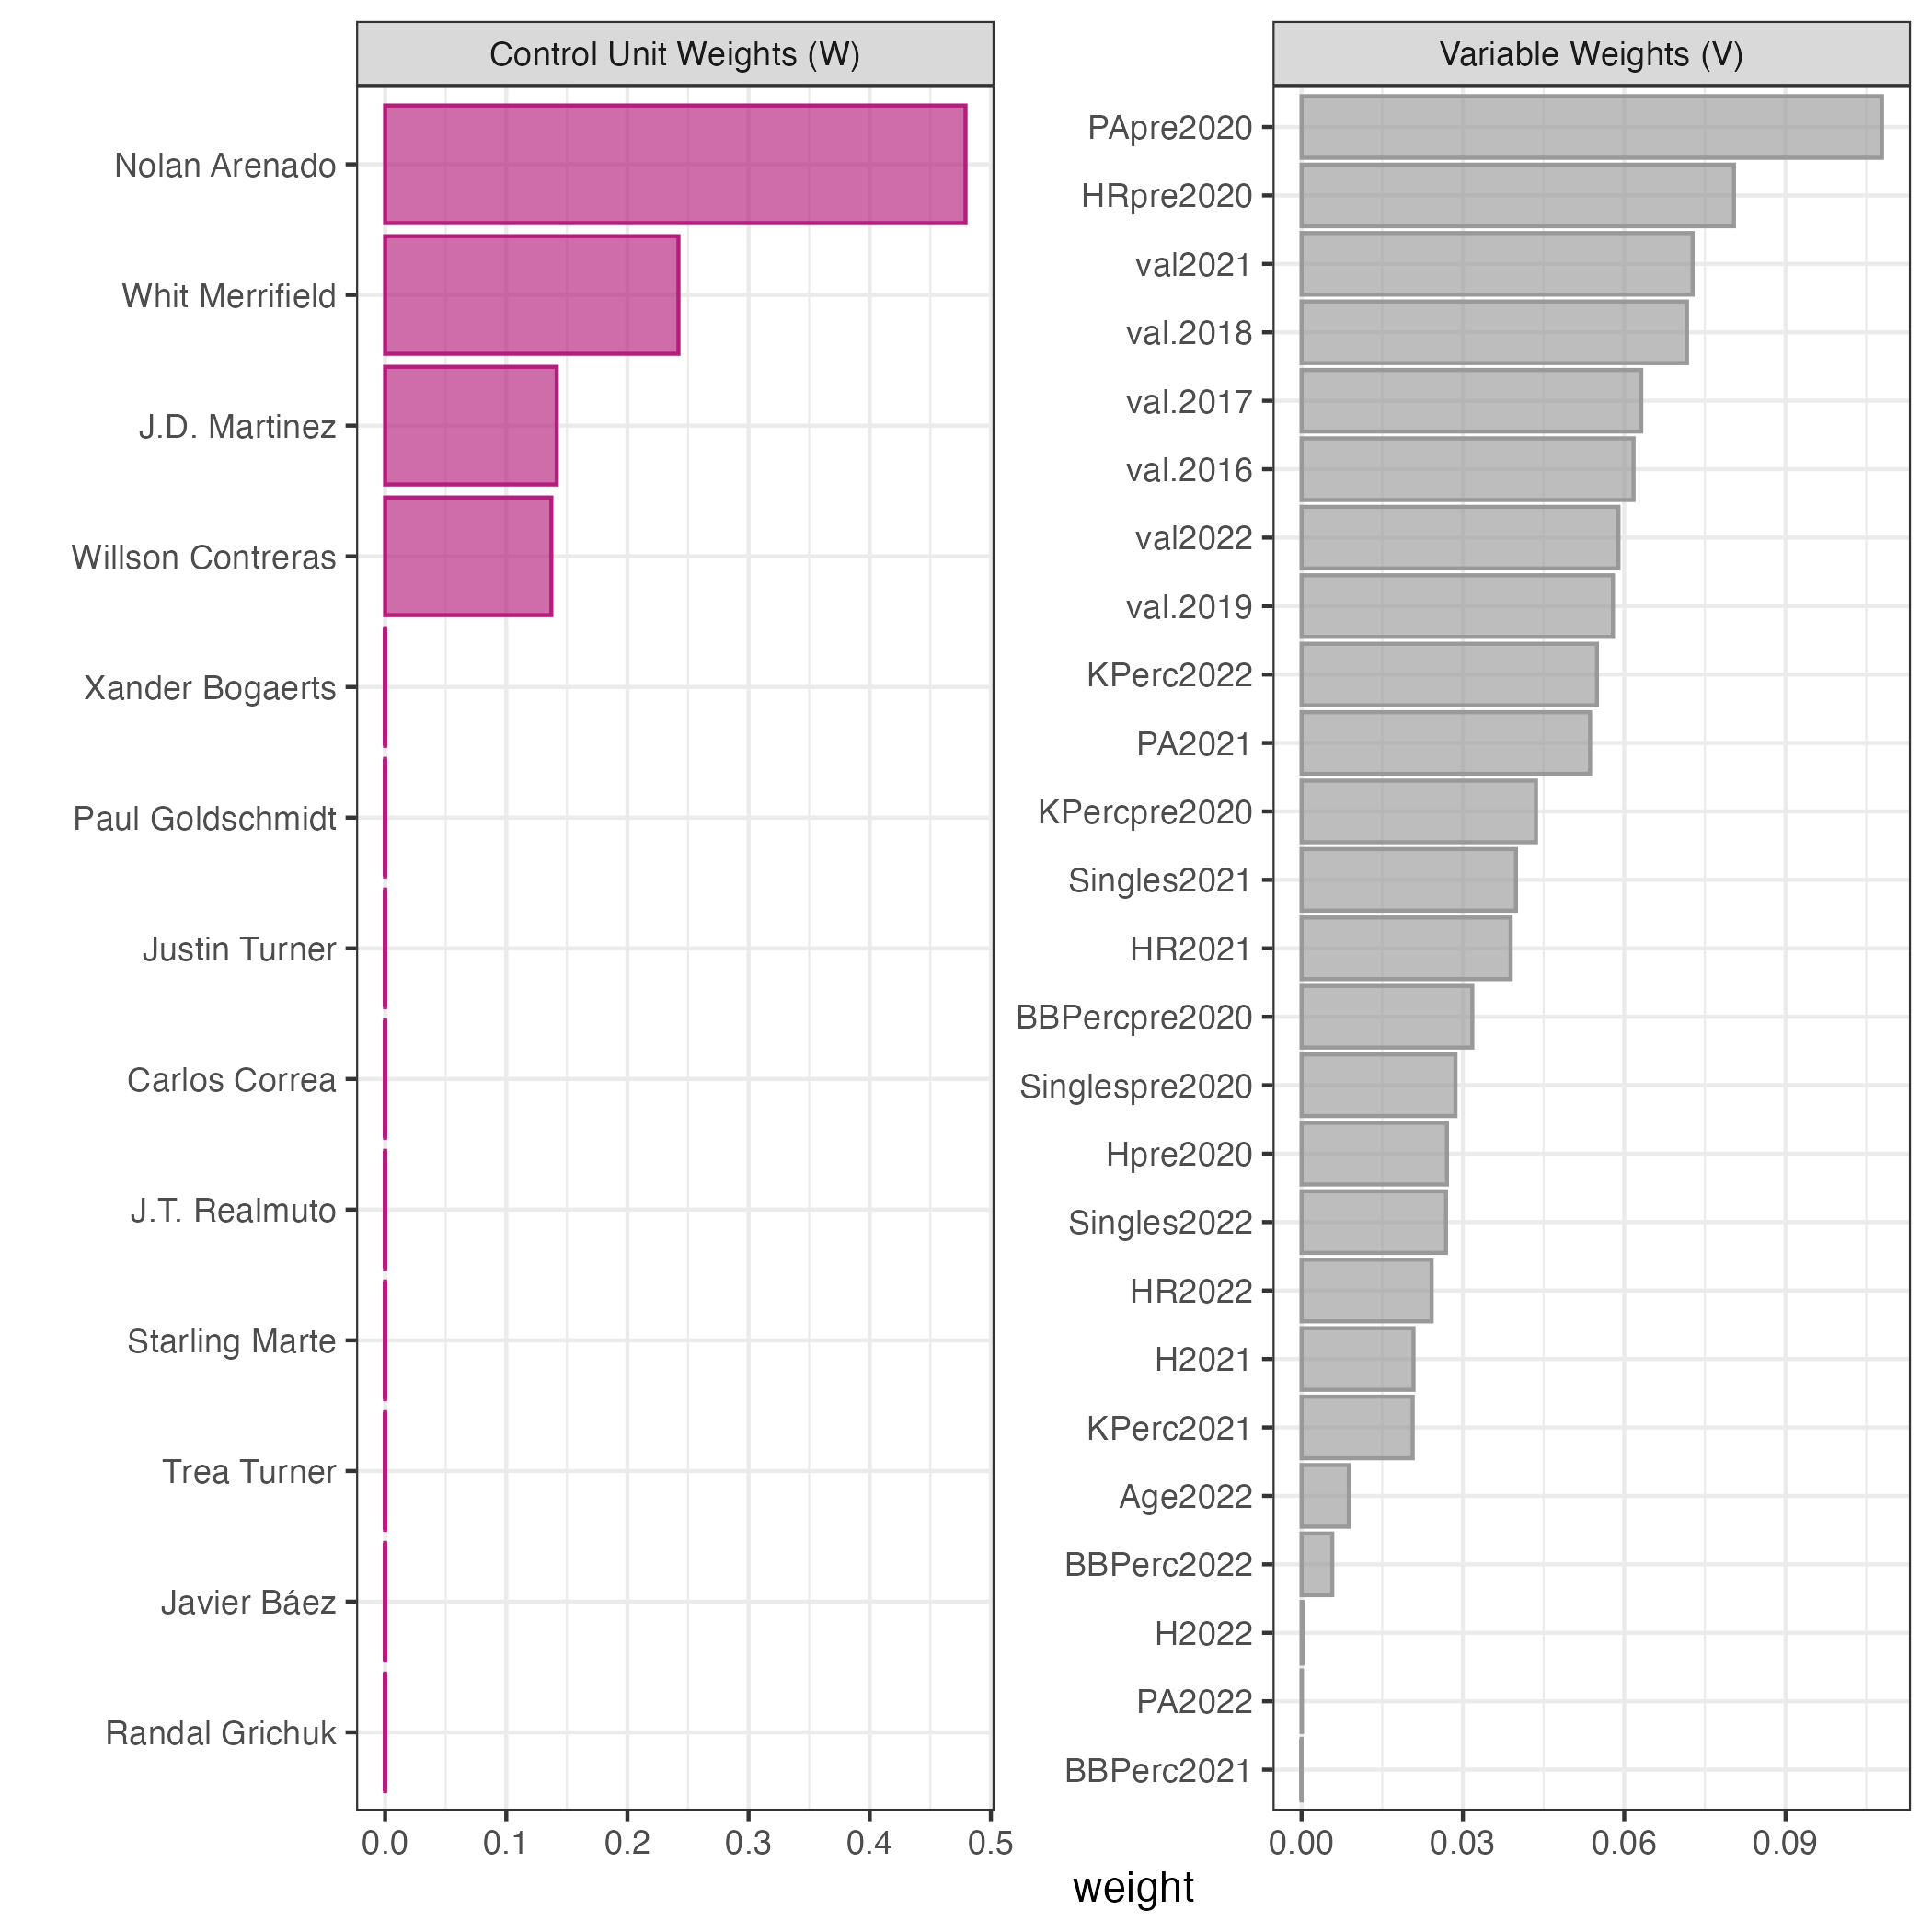 Control Unit Weights (W)
Nolan Arenado
Whit Merrifield
J.D. Martinez
Willson Contreras
Xander Bogaerts
Paul Goldschmidt
Justin Turner
Carlos Correa
J.T. Realmuto
Starling Marte
Trea Turner
Javier Báez
Randal Grichuk
0.0 0.1 0.2 0.3 0.4 0.5
Variable Weights (V)
PApre2020
HRpre2020
val2021
val.2018
val.2017
val.2016
val2022
val.2019
KPerc2022
PA2021
KPercpre2020
Singles2021
HR2021
BBPercpre2020
Singlespre2020
Hpre2020
Singles2022
HR2022
H2021
KPerc2021
Age2022
BBPerc2022
H2022
PA2022
BBPerc2021
0.00 0.03 0.06 0.09
weight